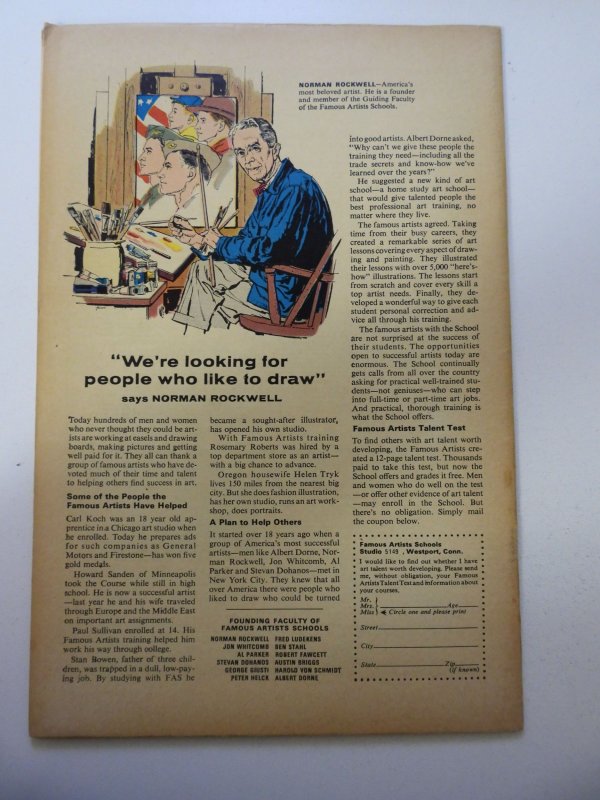 NORMAN ROCKWELL—America's
most beloved artist. He is a founder
and member of the Guiding Faculty
of the Famous Artists Schools.
"We're looking for
people who like to draw"
says NORMAN ROCKWELL
Today hundreds of men and women
who never thought they could be art-
ists are working at easels and drawing
boards, making pictures and getting
well paid for it. They all can thank a
group of famous artists who have de-
voted much of their time and talent
to helping others find success in art.
Some of the People the
Famous Artists Have Helped
Carl Koch was an 18 year old ap-
prentice in a Chicago art studio when
he enrolled. Today he prepares ads
for such companies as General
Motors and Firestone—has won five
gold medals.
Howard Sanden of Minneapolis
took the Course while still in high
school. He is now a successful artist
—last year he and his wife traveled
through Europe and the Middle East
on important art assignments.
Paul Sullivan enrolled at 14. His
Famous Artists training helped him
work his way through college.
Stan Bowen, father of three chil-
dren, was trapped in a dull, low-pay-
ing job. By studying with FAS he
became a sought-after illustrator,
has opened his own studio.
With Famous Artists training
Rosemary Roberts was hired by a
top department store as an artist—
with a big chance to advance.
Oregon housewife Helen Tryk
lives 150 miles from the nearest big
city. But she does fashion illustration,
has her own studio, runs an art work-
shop, does portraits.
A Plan to Help Others
It started over 18 years ago when a
group of America's most successful
artists—men like Albert Dorne, Nor-
man Rockwell, Jon Whitcomb, Al
Parker and Stevan Dohanos—met in
New York City. They knew that all
over America there were people who
liked to draw who could be turned
FOUNDING FACULTY OF
FAMOUS ARTISTS SCHOOLS
NORMAN ROCKWELL FRED LUDEKENS
JON WHITCOMB BEN STAHL
AL PARKER ROBERT FAWCETT
STEVAN DOHANOS AUSTIN BRIGGS
GEORGE GIUSTI HAROLD VON SCHMIDT
PETER HELCK ALBERT DORNE
into good artists. Albert Dorne asked,
"Why can't we give these people the
training they need—including all the
trade secrets and know-how we've
learned over the years?"
He suggested a new kind of art
school—a home study art school—
that would give talented people the
best professional art training, no
matter where they live.
The famous artists agreed. Taking
time from their busy careers, they
created a remarkable series of art
lessons covering every aspect of draw-
ing and painting. They illustrated
their lessons with over 5,000 "here's-
how" illustrations. The lessons start
from scratch and cover every skill a
top artist needs. Finally, they de-
veloped a wonderful way to give each
student personal correction and ad-
vice all through his training.
The famous artists with the School
are not surprised at the success of
their students. The opportunities
open to successful artists today are
enormous. The School continually
gets calls from all over the country
asking for practical well-trained stu-
dents—not geniuses—who can step
into full-time or part-time art jobs.
And practical, thorough training is
what the School offers.
Famous Artists Talent Test
To find others with art talent worth
developing, the Famous Artists cre-
ated a 12-page talent test. Thousands
paid to take this test, but now the
School offers and grades it free. Men
and women who do well on the test
—or offer other evidence of art talent
—may enroll in the School. But
there's no obligation. Simply mail
the coupon below.
Famous Artists Schools
Studio 5149, Westport, Conn.
I would like to find out whether I have
art talent worth developing. Please send
me, without obligation, your Famous
Artists Talent Test and information about
your courses.
Mr.
Mrs. Age
Miss Circle one and please print)
Street
City
State Zip
(if known)